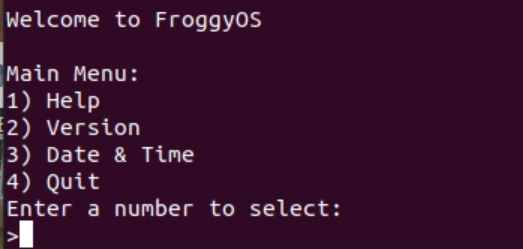 Welcome to FroggyOS
Main Menu:
1) Help
2) Version
3) Date & Time
4) Quit
Enter a number to select:
>